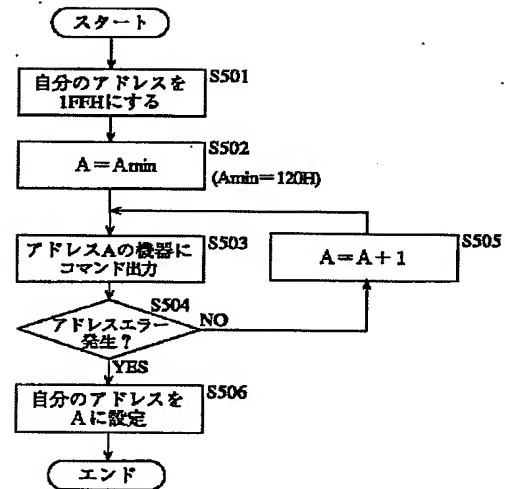 スタート
自分のアドレスを
1FFHにする
S501
A=Amin
S502
(Amin=120H)
アドレスAの機器に
コマンド出力
S503
A=A+1
S505
アドレスエラー
発生?
S504
NO
YES
自分のアドレスを
Aに設定
S506
エンド